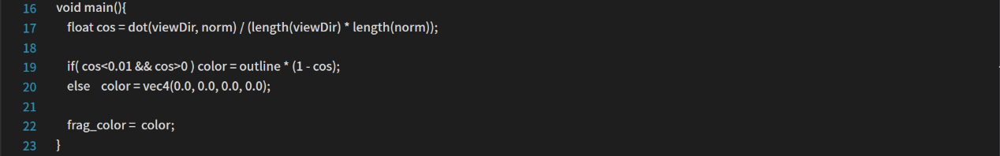 16 void main(){
17 float cos = dot(viewDir, norm) / (length(viewDir) * length(norm));
18
19 if( cos<0.01 && cos>0 ) color = outline * (1 - cos);
20 else color = vec4(0.0, 0.0, 0.0, 0.0);
21
22 frag_color = color;
23 }